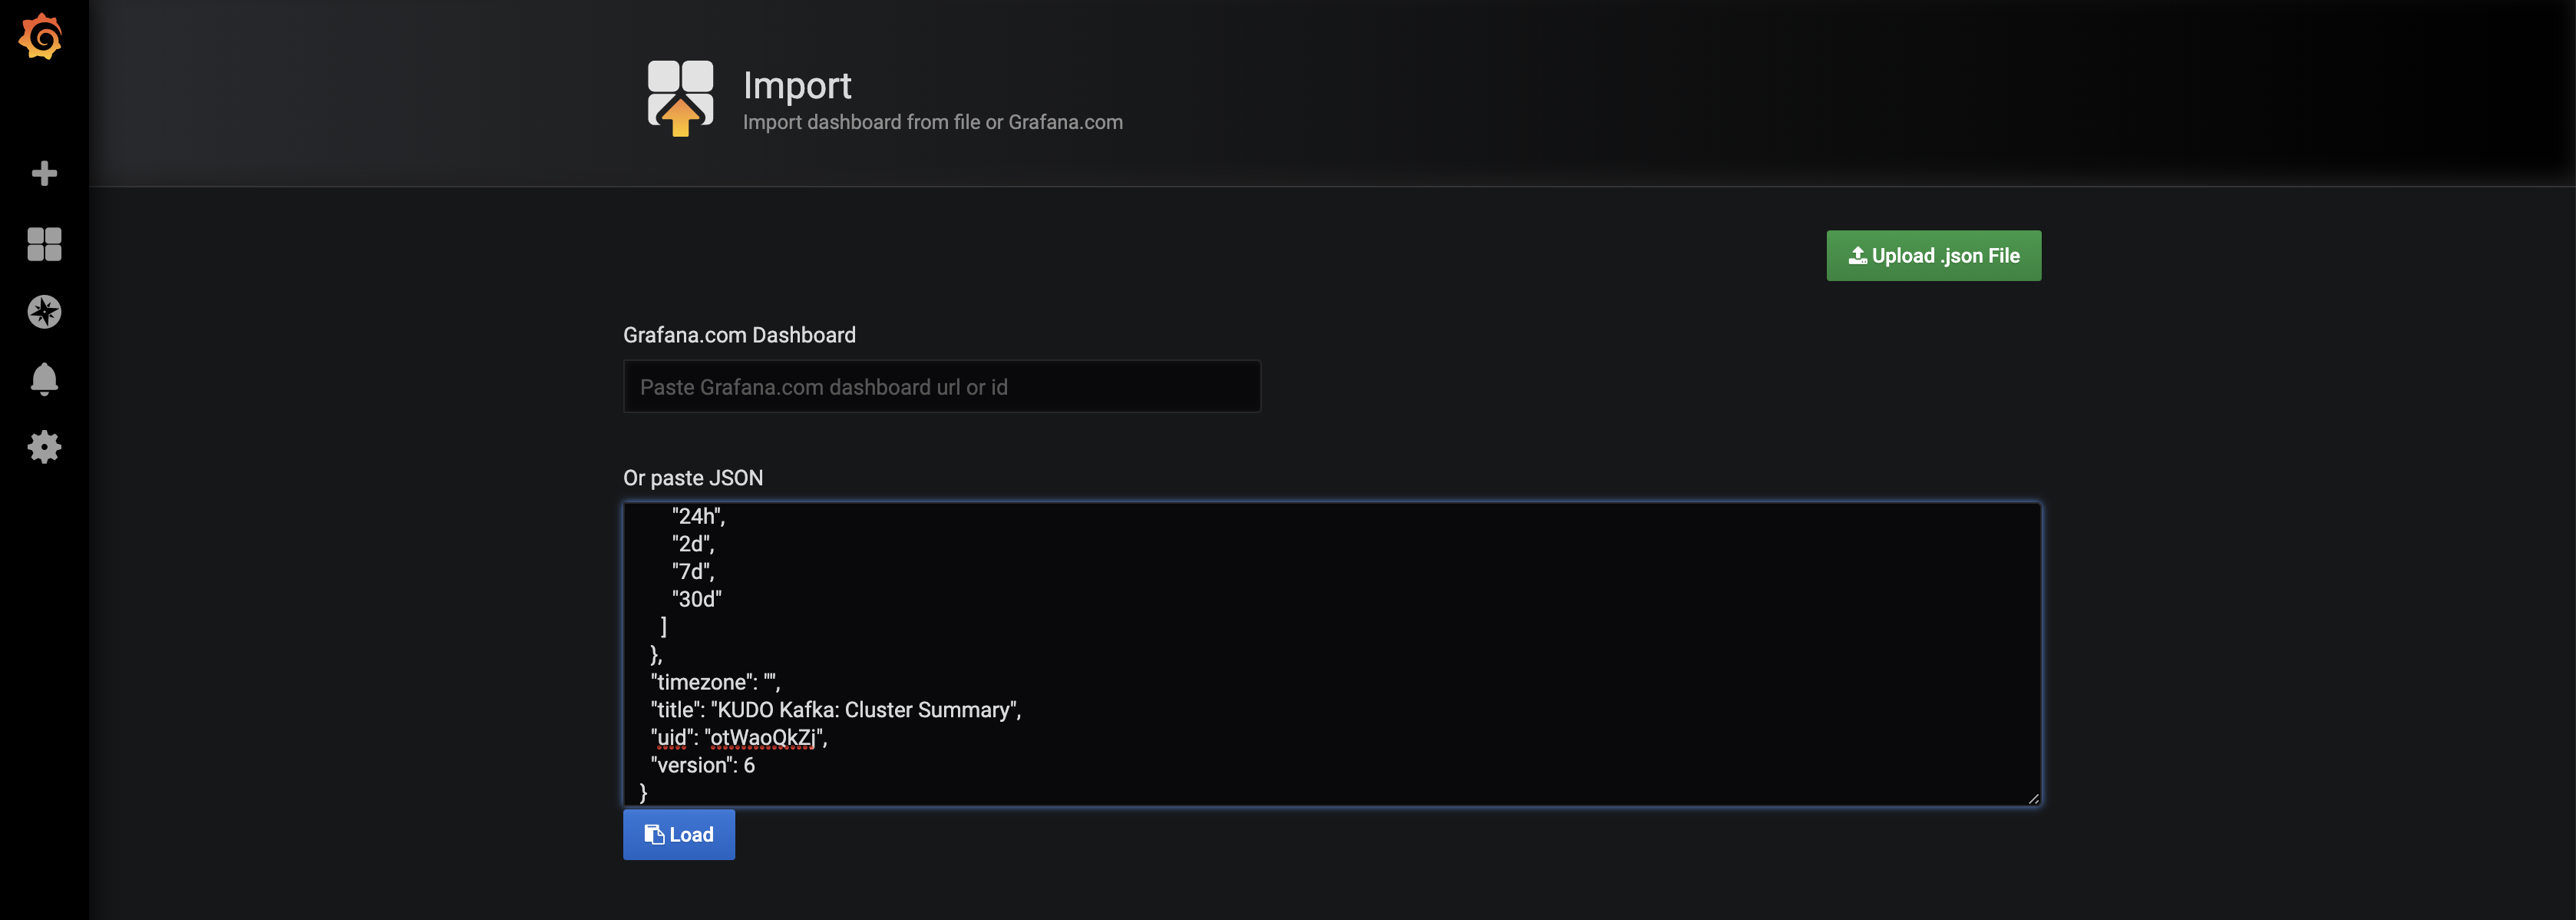 Import
Import dashboard from file or Grafana.com
Upload .json File
Grafana.com Dashboard
Paste Grafana.com dashboard url or id
Or paste JSON
"24h",
"2d",
"7d",
"30d"
]
},
"timezone": "",
"title": "KUDO Kafka: Cluster Summary",
"uid": "otWaoQkZj",
"version": 6
}
Load